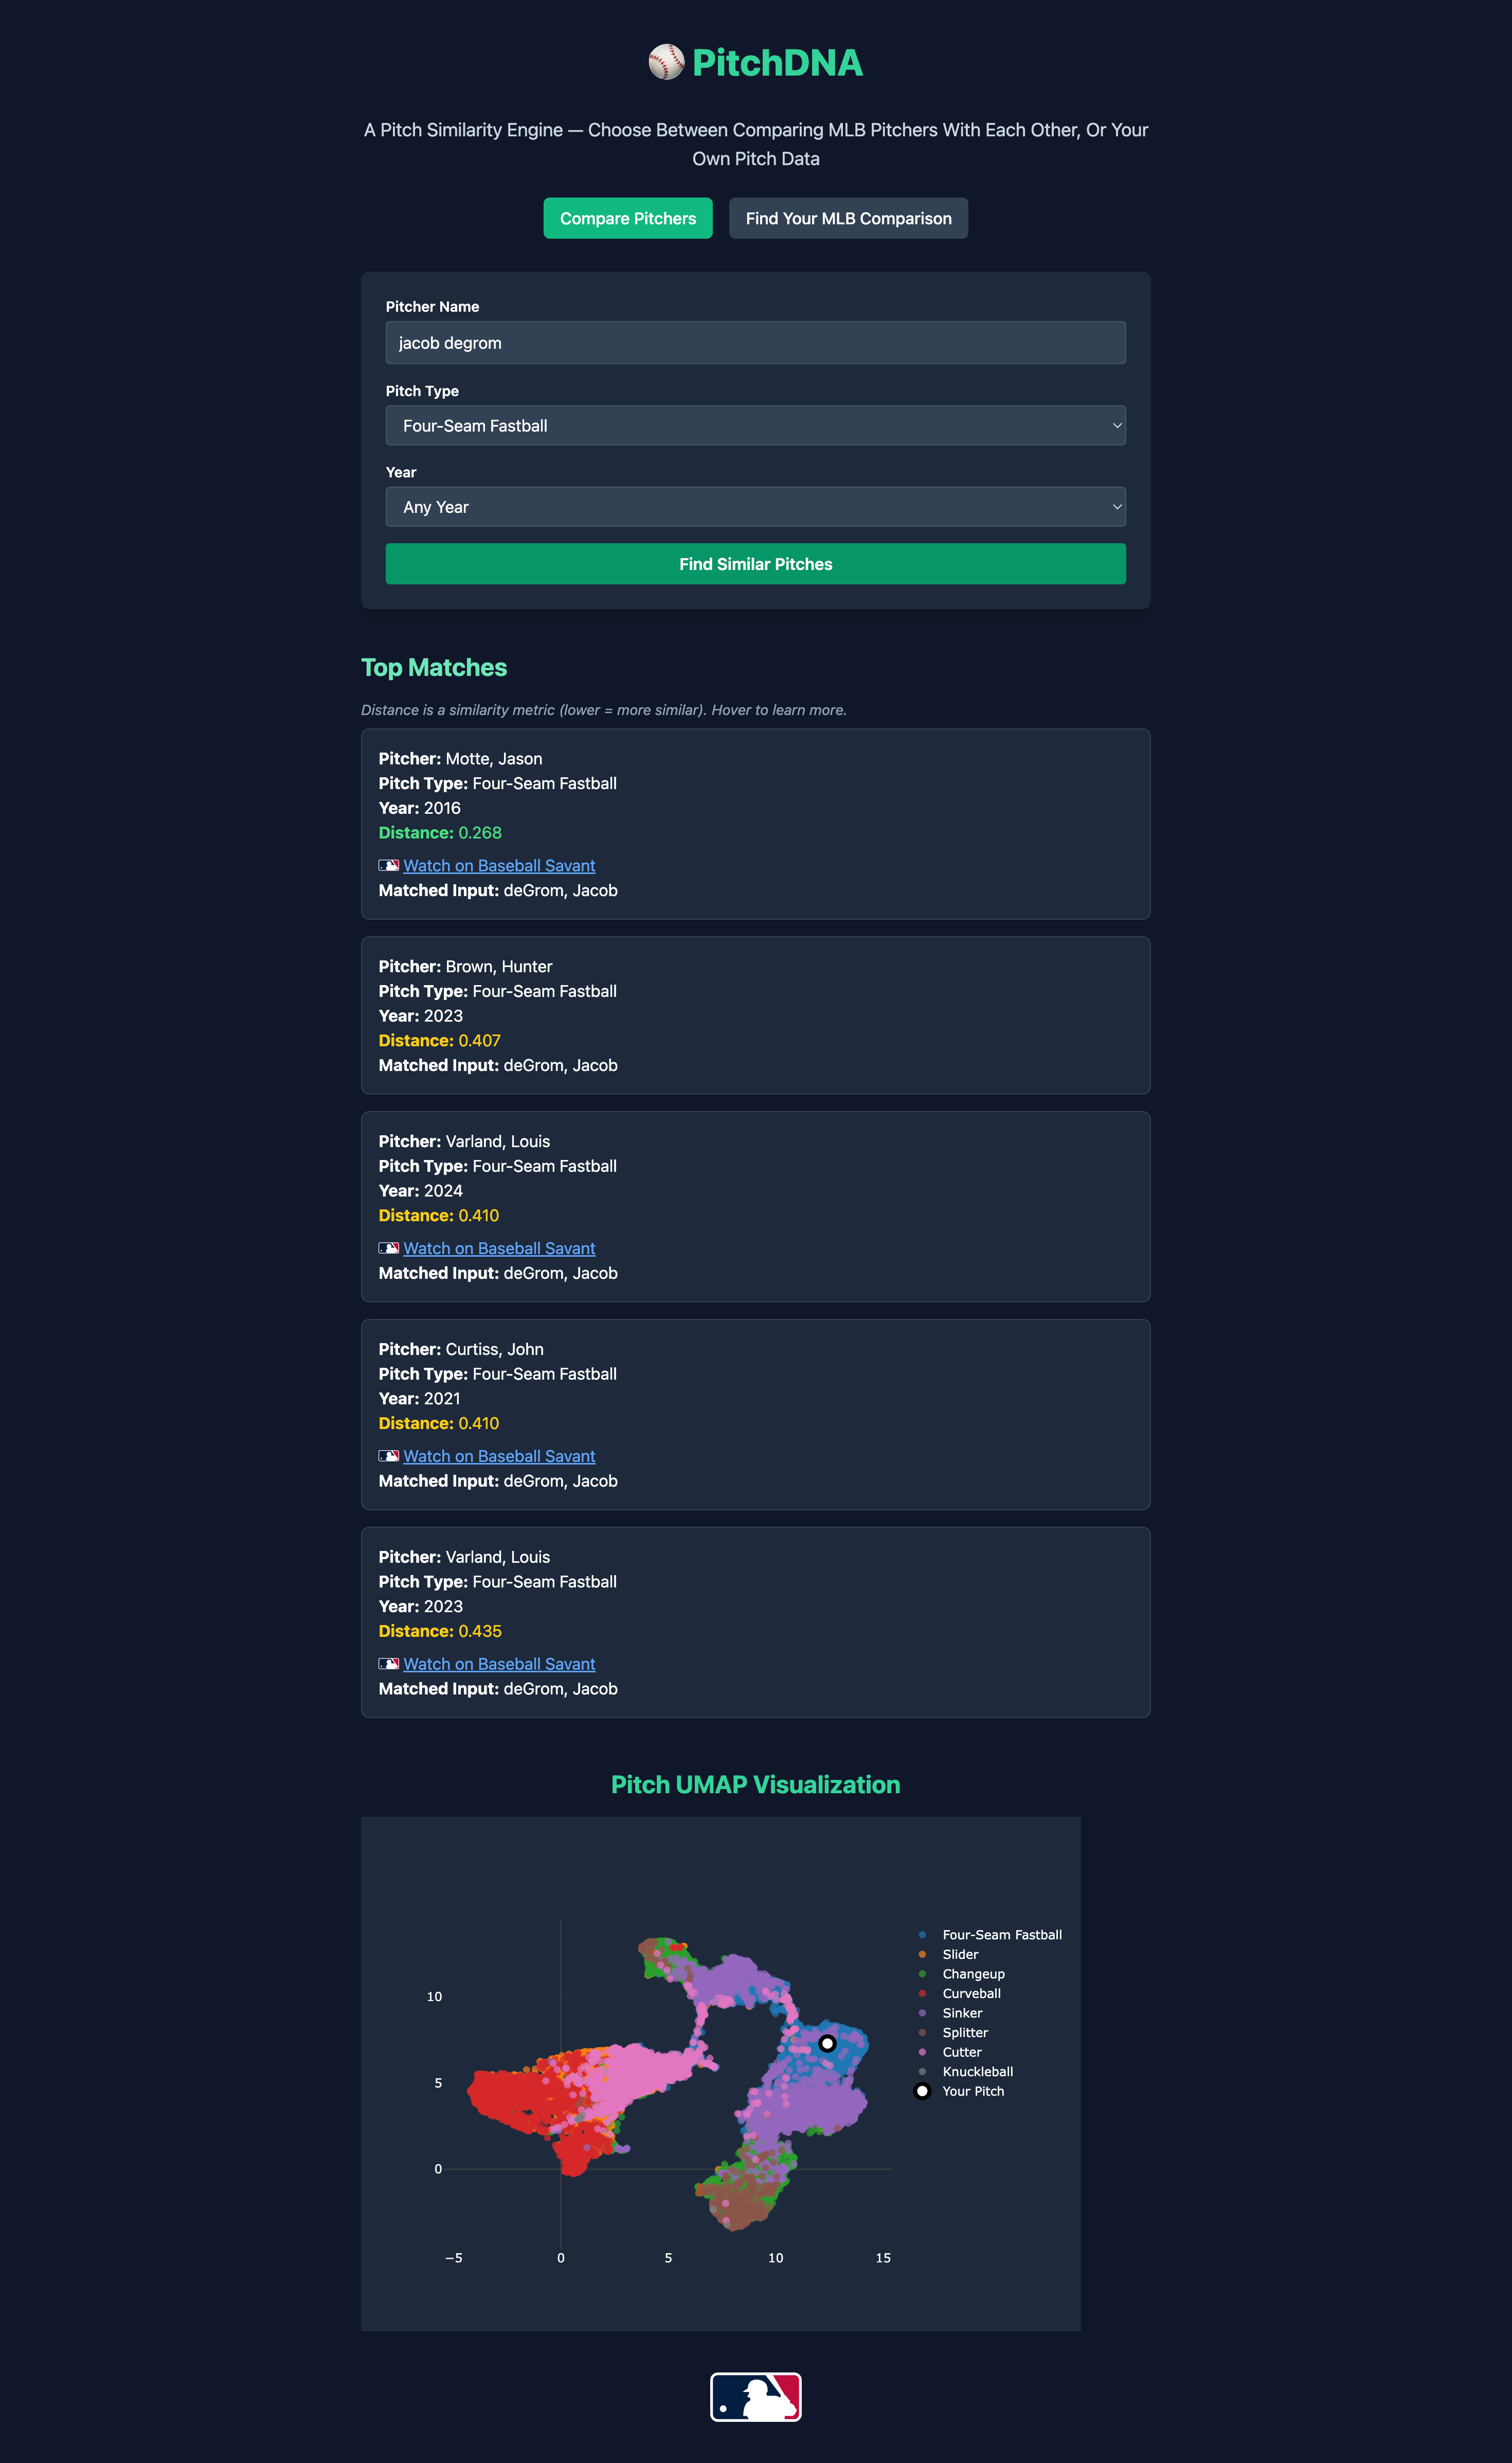 PitchDNA
A Pitch Similarity Engine — Choose Between Comparing MLB Pitchers With Each Other, Or Your
Own Pitch Data
Compare Pitchers
Find Your MLB Comparison
Pitcher Name
jacob degrom
Pitch Type
Four-Seam Fastball
Year
Any Year
Find Similar Pitches
Top Matches
Distance is a similarity metric (lower = more similar). Hover to learn more.
Pitcher: Motte, Jason
Pitch Type: Four-Seam Fastball
Year: 2016
Distance: 0.268
Watch on Baseball Savant
Matched Input: deGrom, Jacob
Pitcher: Brown, Hunter
Pitch Type: Four-Seam Fastball
Year: 2023
Distance: 0.407
Matched Input: deGrom, Jacob
Pitcher: Varland, Louis
Pitch Type: Four-Seam Fastball
Year: 2024
Distance: 0.410
Watch on Baseball Savant
Matched Input: deGrom, Jacob
Pitcher: Curtiss, John
Pitch Type: Four-Seam Fastball
Year: 2021
Distance: 0.410
Watch on Baseball Savant
Matched Input: deGrom, Jacob
Pitcher: Varland, Louis
Pitch Type: Four-Seam Fastball
Year: 2023
Distance: 0.435
Watch on Baseball Savant
Matched Input: deGrom, Jacob
Pitch UMAP Visualization
10
5
0
−5
0
5
10
15
Four-Seam Fastball
Slider
Changeup
Curveball
Sinker
Splitter
Cutter
Knuckleball
Your Pitch